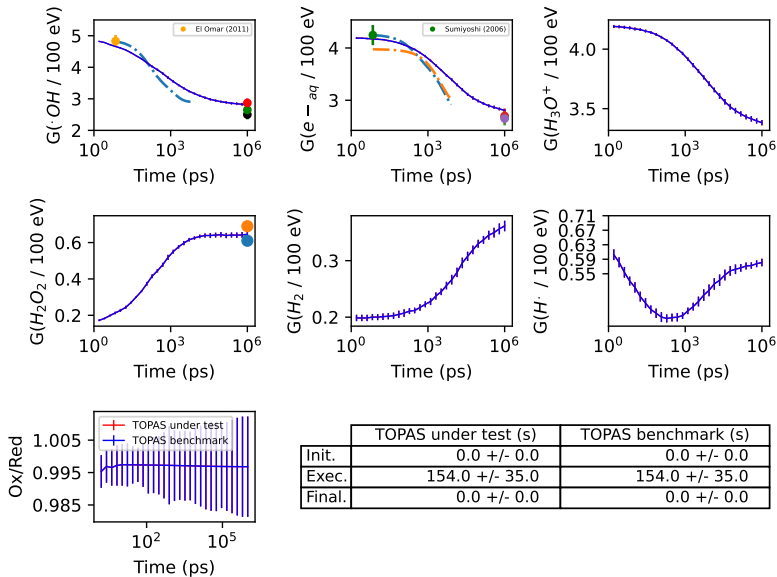 G(·OH / 100 eV)
5
4
3
2
El Omar (2011)
10^0 10^3 10^6
Time (ps)
G(e−_aq / 100 eV)
4
3
Sumiyoshi (2006)
10^0 10^3 10^6
Time (ps)
G(H_3O^+ / 100 eV)
4.0
3.5
10^0 10^3 10^6
Time (ps)
G(H_2O_2 / 100 eV)
0.6
0.4
0.2
10^0 10^3 10^6
Time (ps)
G(H_2 / 100 eV)
0.3
0.2
10^0 10^3 10^6
Time (ps)
G(H· / 100 eV)
0.71
0.67
0.63
0.59
0.55
10^0 10^3 10^6
Time (ps)
Ox/Red
1.005
0.995
0.985
TOPAS under test
TOPAS benchmark
10^2 10^5
Time (ps)
TOPAS under test (s) TOPAS benchmark (s)
Init. 0.0 +/- 0.0 0.0 +/- 0.0
Exec. 154.0 +/- 35.0 154.0 +/- 35.0
Final. 0.0 +/- 0.0 0.0 +/- 0.0